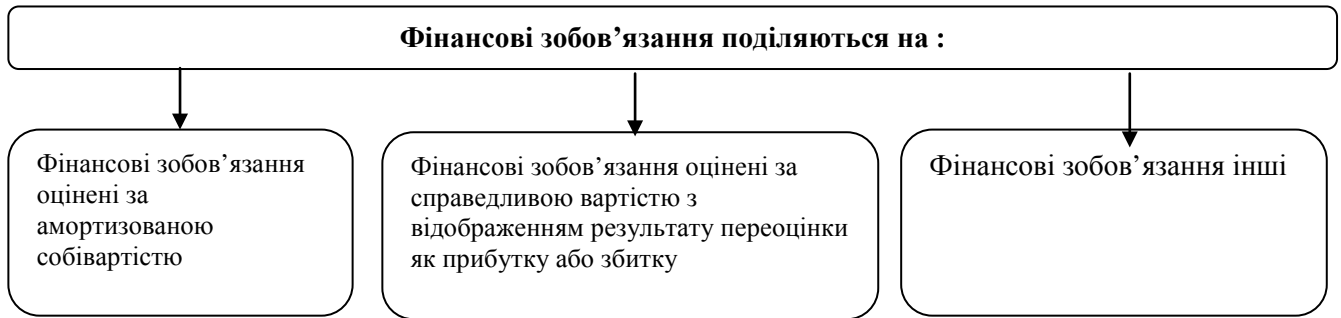 Фінансові зобов’язання поділяються на :
Фінансові зобов’язання
оцінені за
амортизованою
собівартістю
Фінансові зобов’язання оцінені за
справедливою вартістю з
відображенням результату переоцінки
як прибутку або збитку
Фінансові зобов’язання інші